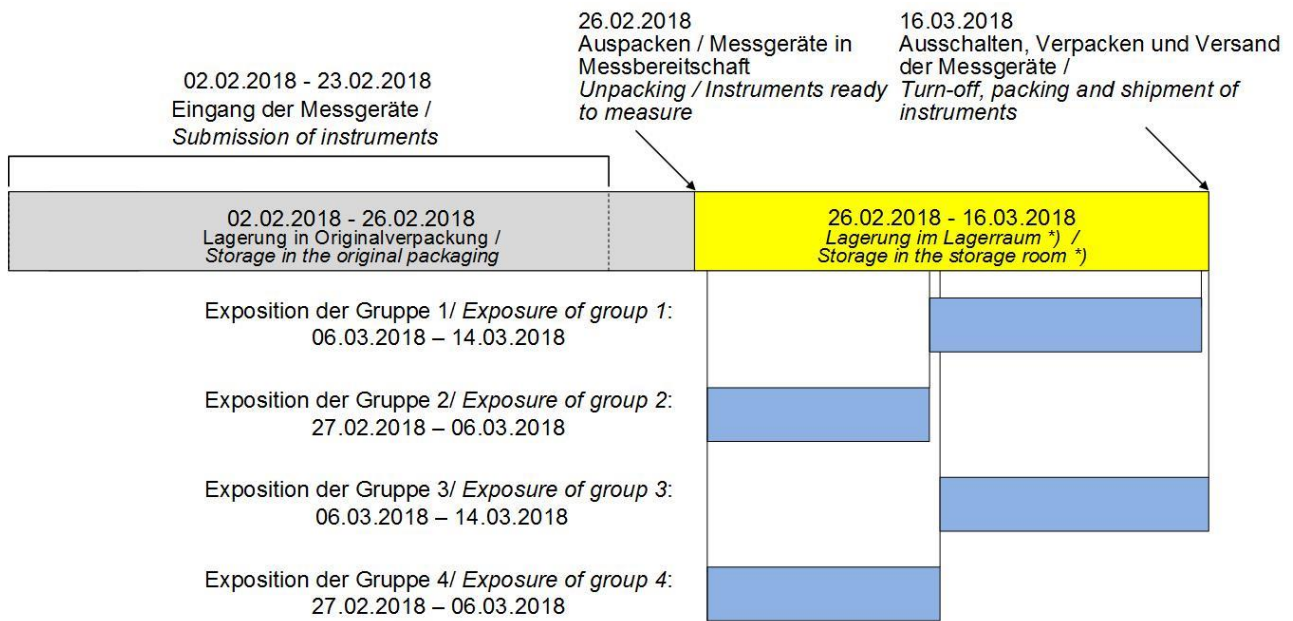 26.02.2018
Auspacken / Messgeräte in
Messbereitschaft
Unpacking / Instruments ready
to measure
16.03.2018
Ausschalten, Verpacken und Versand
der Messgeräte /
Turn-off, packing and shipment of
instruments
02.02.2018 - 23.02.2018
Eingang der Messgeräte /
Submission of instruments
02.02.2018 - 26.02.2018
Lagerung in Originalverpackung /
Storage in the original packaging
26.02.2018 - 16.03.2018
Lagerung im Lagerraum *) /
Storage in the storage room *)
Exposition der Gruppe 1/ Exposure of group 1:
06.03.2018 – 14.03.2018
Exposition der Gruppe 2/ Exposure of group 2:
27.02.2018 – 06.03.2018
Exposition der Gruppe 3/ Exposure of group 3:
06.03.2018 – 14.03.2018
Exposition der Gruppe 4/ Exposure of group 4:
27.02.2018 – 06.03.2018